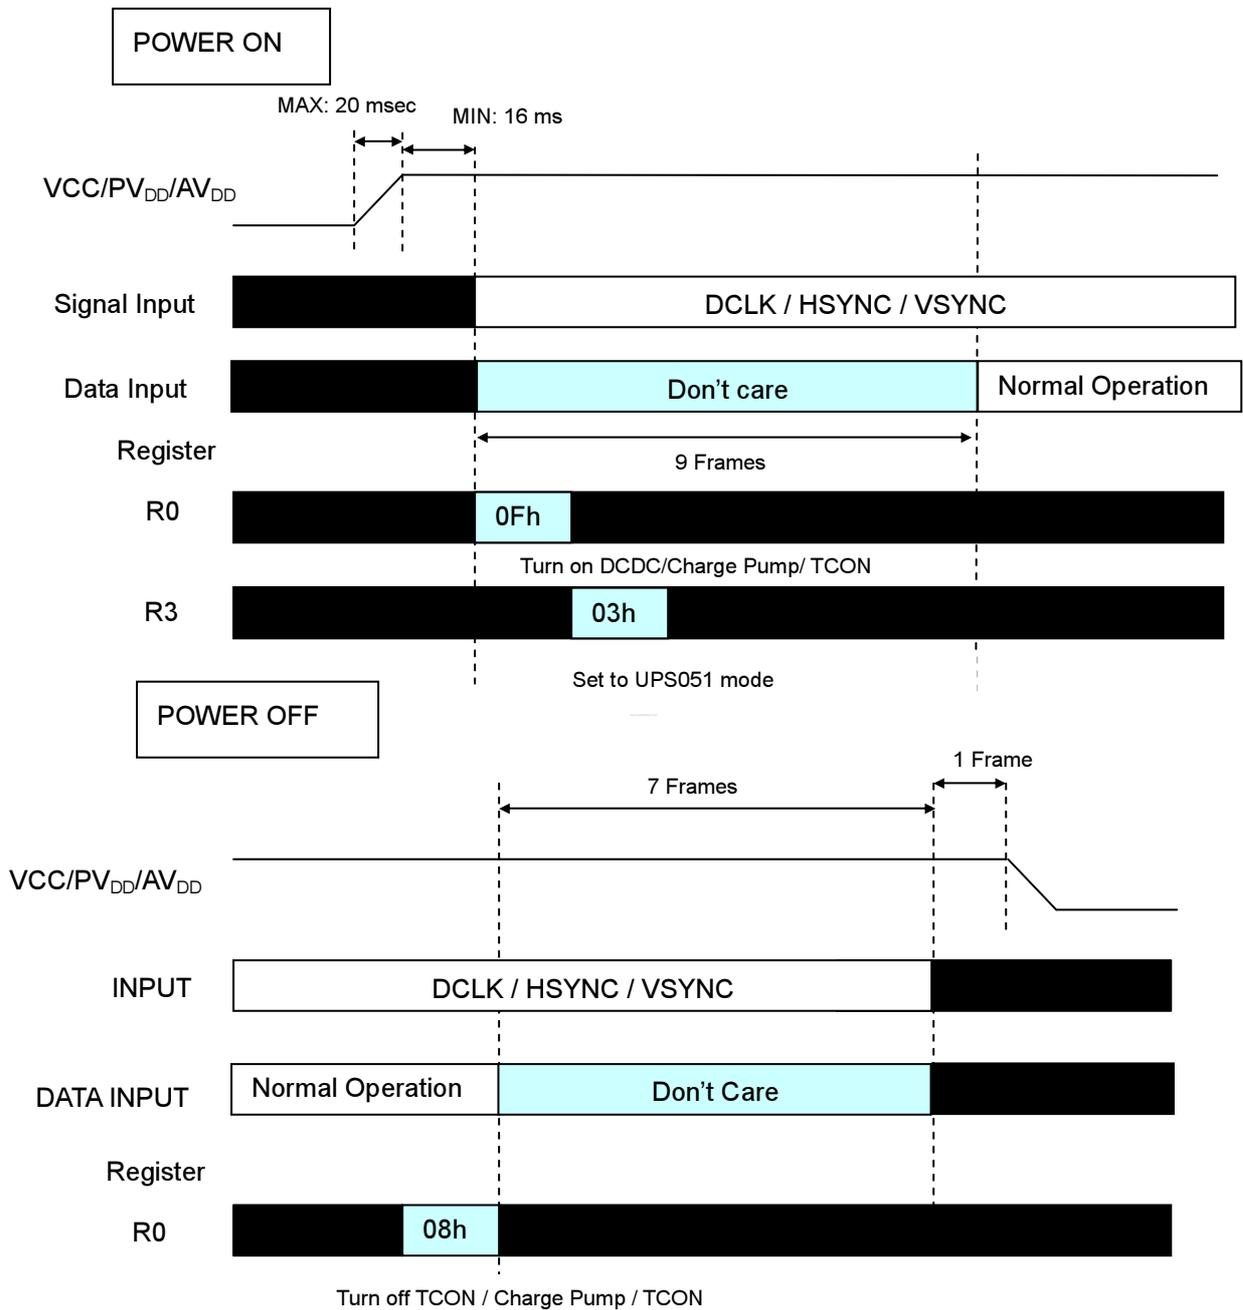 POWER ON
MAX: 20 msec
MIN: 16 ms
VCC/PVDD/AVDD
Signal Input
DCLK / HSYNC / VSYNC
Data Input
Don't care
Normal Operation
Register
9 Frames
R0
0Fh
Turn on DCDC/Charge Pump/ TCON
R3
03h
Set to UPS051 mode
POWER OFF
1 Frame
7 Frames
VCC/PVDD/AVDD
INPUT
DCLK / HSYNC / VSYNC
DATA INPUT
Normal Operation
Don't Care
Register
R0
08h
Turn off TCON / Charge Pump / TCON